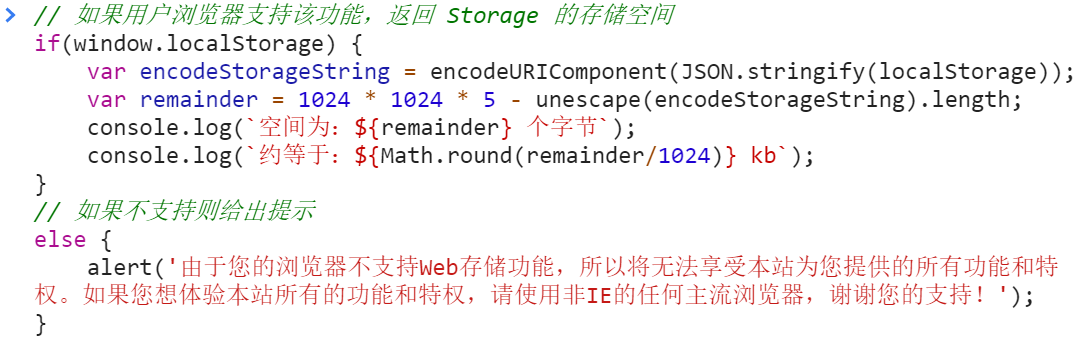 // 如果用户浏览器支持该功能，返回 Storage 的存储空间
if(window.localStorage) {
    var encodeStorageString = encodeURIComponent(JSON.stringify(localStorage));
    var remainder = 1024 * 1024 * 5 - unescape(encodeStorageString).length;
    console.log(`空间为：${remainder} 个字节`);
    console.log(`约等于：${Math.round(remainder/1024)} kb`);
}
// 如果不支持则给出提示
else {
    alert('由于您的浏览器不支持Web存储功能，所以将无法享受本站为您提供的所有功能和特
权。如果您想体验本站所有的功能和特权，请使用非IE的任何主流浏览器，谢谢您的支持！');
}